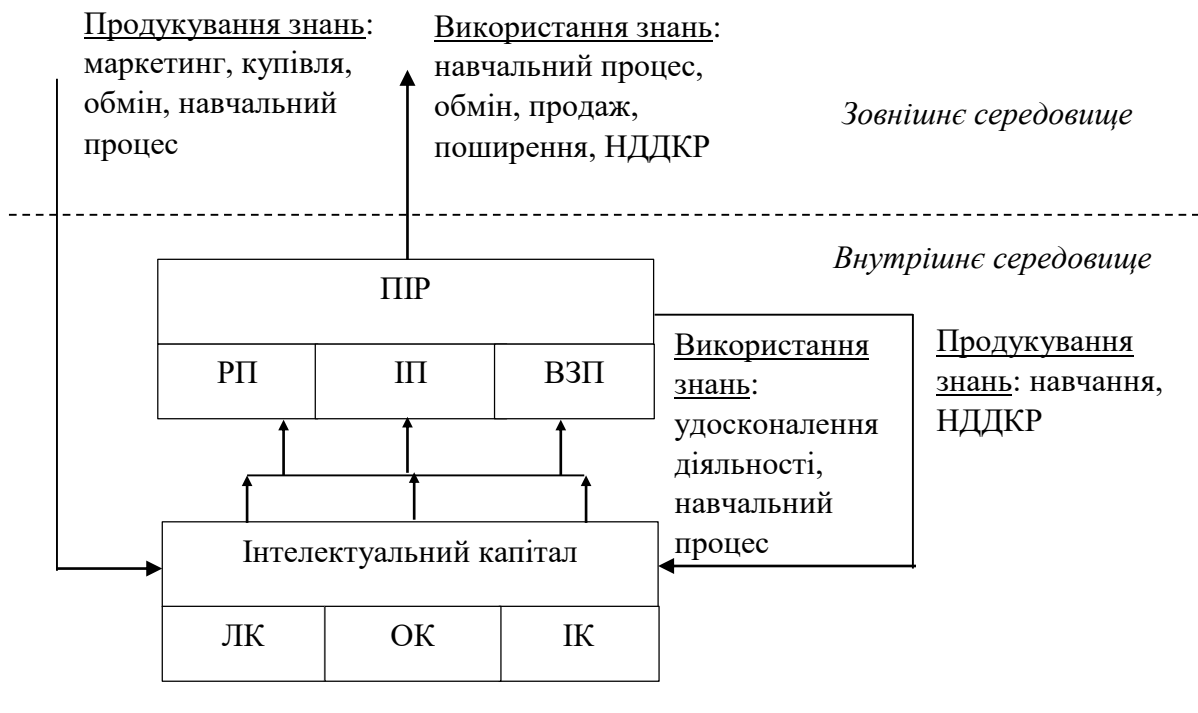 Продукування знань:
маркетинг, купівля,
обмін, навчальний
процес
Використання знань:
навчальний процес,
обмін, продаж,
поширення, НДДКР
Зовнішнє середовище
Внутрішнє середовище
ПІР
РП
ІП
ВЗП
Використання
знань:
удосконалення
діяльності,
навчальний
процес
Продукування
знань: навчання,
НДДКР
Інтелектуальний капітал
ЛК
ОК
ІК